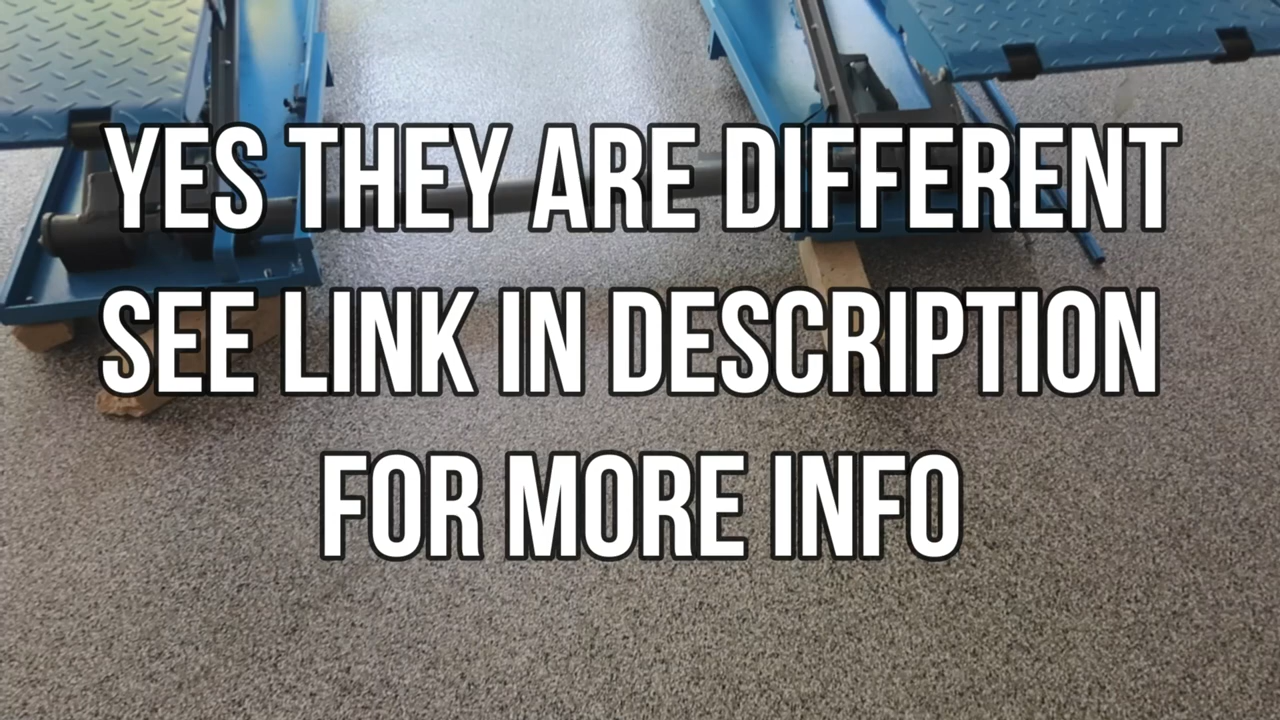 YES THEY ARE DIFFERENT
SEE LINK IN DESCRIPTION
FOR MORE INFO